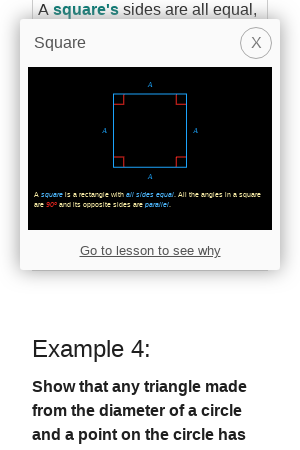 A square's sides are all equal,
Square
X
A
A
A
A
A square is a rectangle with all sides equal. All the angles in a square
are 90° and its opposite sides are parallel.
Go to lesson to see why
Example 4:
Show that any triangle made
from the diameter of a circle
and a point on the circle has